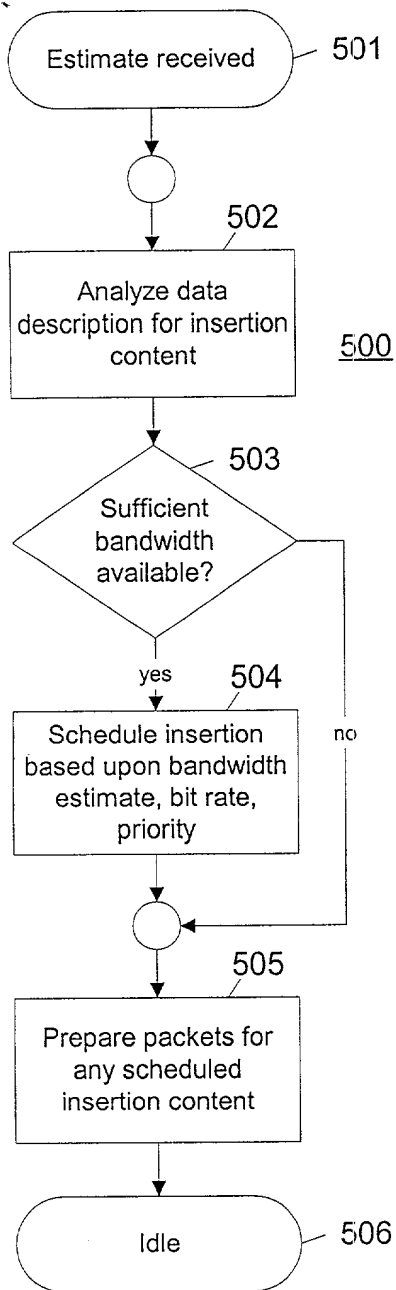 Estimate received
501
502
Analyze data
description for insertion
content
500
503
Sufficient
bandwidth
available?
yes
504
Schedule insertion
based upon bandwidth
estimate, bit rate,
priority
no
505
Prepare packets for
any scheduled
insertion content
Idle
506